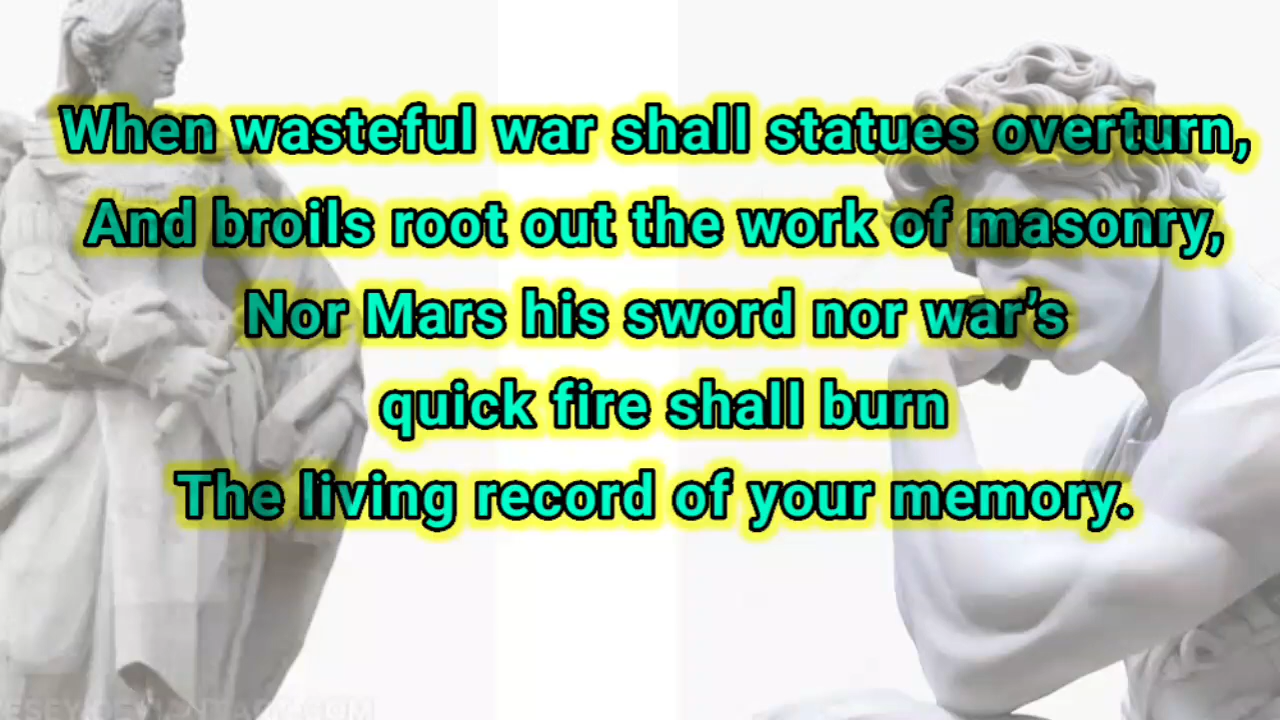 When wasteful war shall statues overturn,
And broils root out the work of masonry,
Nor Mars his sword nor war’s
quick fire shall burn
The living record of your memory.